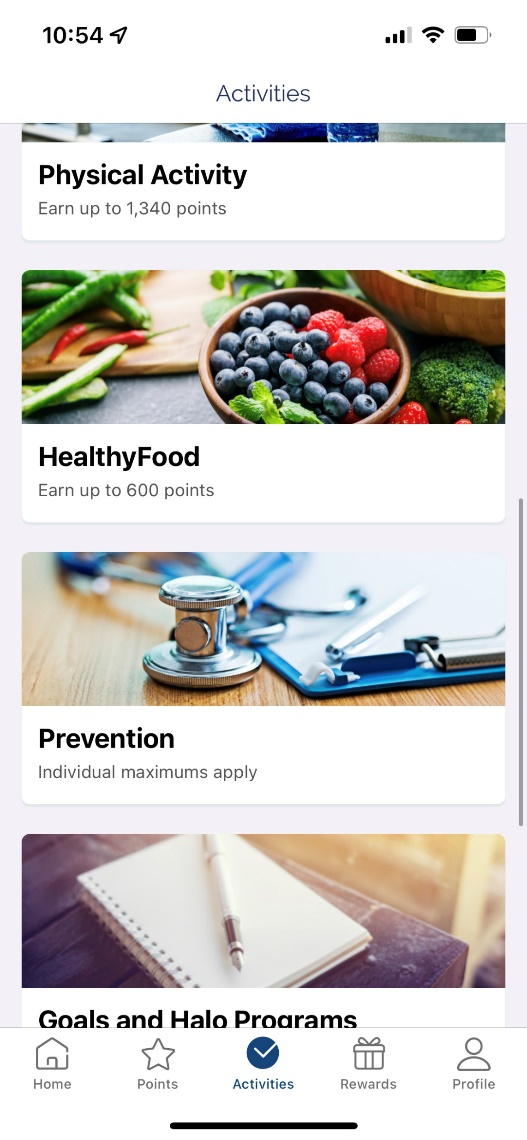 10:54
Activities
Physical Activity
Earn up to 1,340 points
HealthyFood
Earn up to 600 points
Prevention
Individual maximums apply
Goals and Halo Programs
Home
Points
Activities
Rewards
Profile